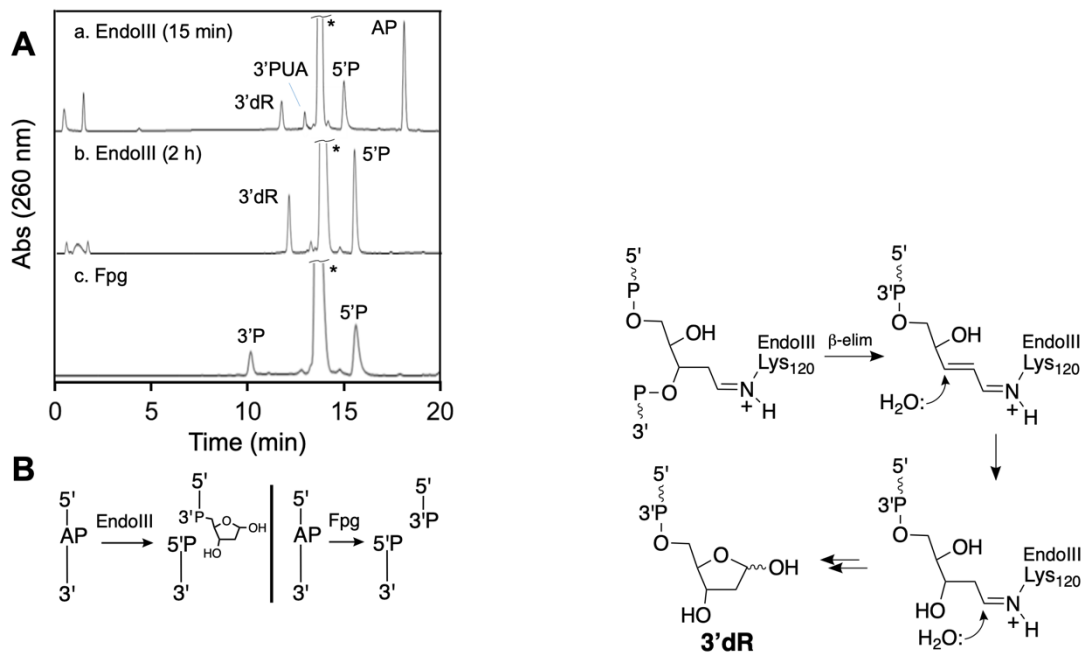 A
a. EndoIII (15 min)
*
AP
3'PUA
5'P
3'dR
b. EndoIII (2 h)
*
5'P
3'dR
c. Fpg
*
3'P
5'P
Abs (260 nm)
0 5 10 15 20
Time (min)
B
5'
AP
3'
EndoIII
5'
3'P
OH
O
HO
5'P
3'
5'
AP
3'
Fpg
5'
3'P
5'P
3'
5'
P
O
OH
P-O
3'
N
+
H
EndoIII
Lys120
β-elim
5'
3'P
O
OH
H2O:
N
+
H
EndoIII
Lys120
5'
3'P
O
OH
HO
H2O:
N
+
H
EndoIII
Lys120
5'
3'P
O
O
OH
HO
3'dR